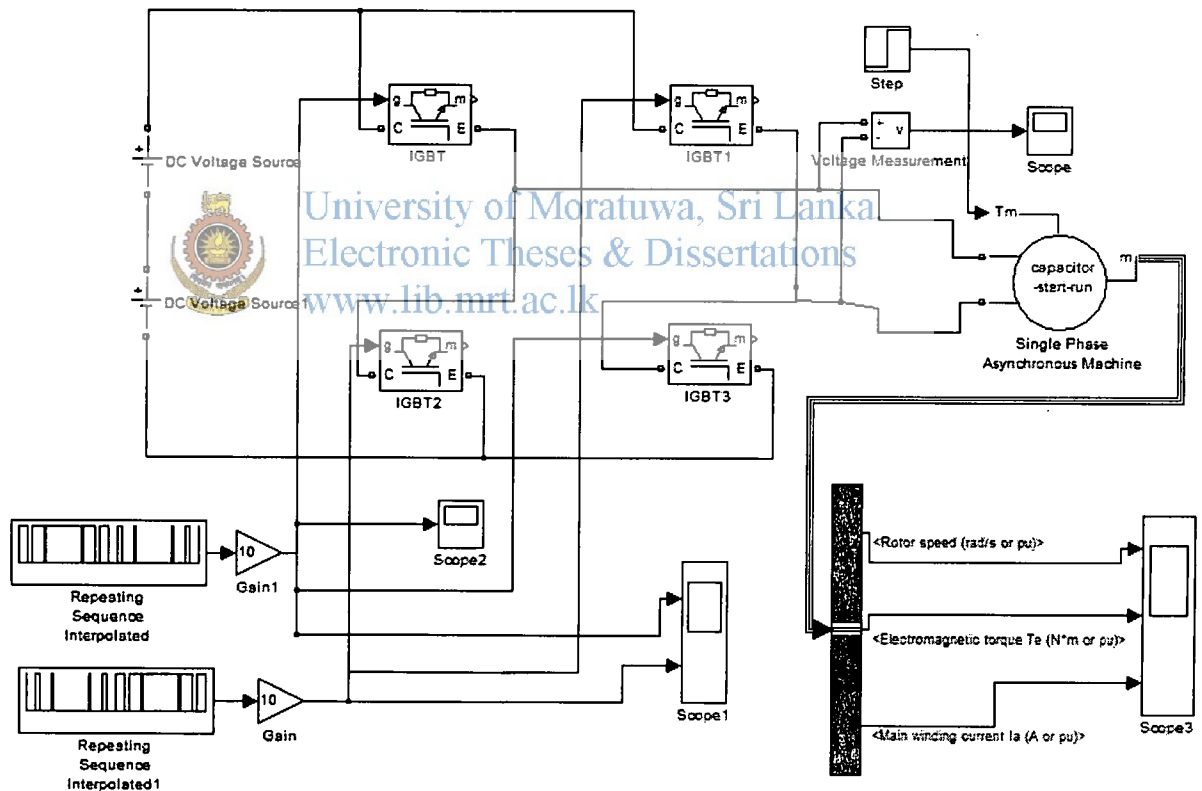 Step
g
m
C
E
IGBT
g
m
C
E
IGBT1
+
-
v
Voltage Measurement
Scope
+
DC Voltage Source
University of Moratuwa, Sri Lanka.
Electronic Theses & Dissertations
www.lib.mrt.ac.lk
Tm
m
capacitor
-start-run
Single Phase
Asynchronous Machine
+
DC Voltage Source1
g
m
C
E
IGBT2
g
m
C
E
IGBT3
10
Gain1
Repeating
Sequence
Interpolated
Scope2
10
Gain
Repeating
Sequence
Interpolated1
Scope1
<Rotor speed (rad/s or pu)>
<Electromagnetic torque Te (N*m or pu)>
<Main winding current Ia (A or pu)>
Scope3